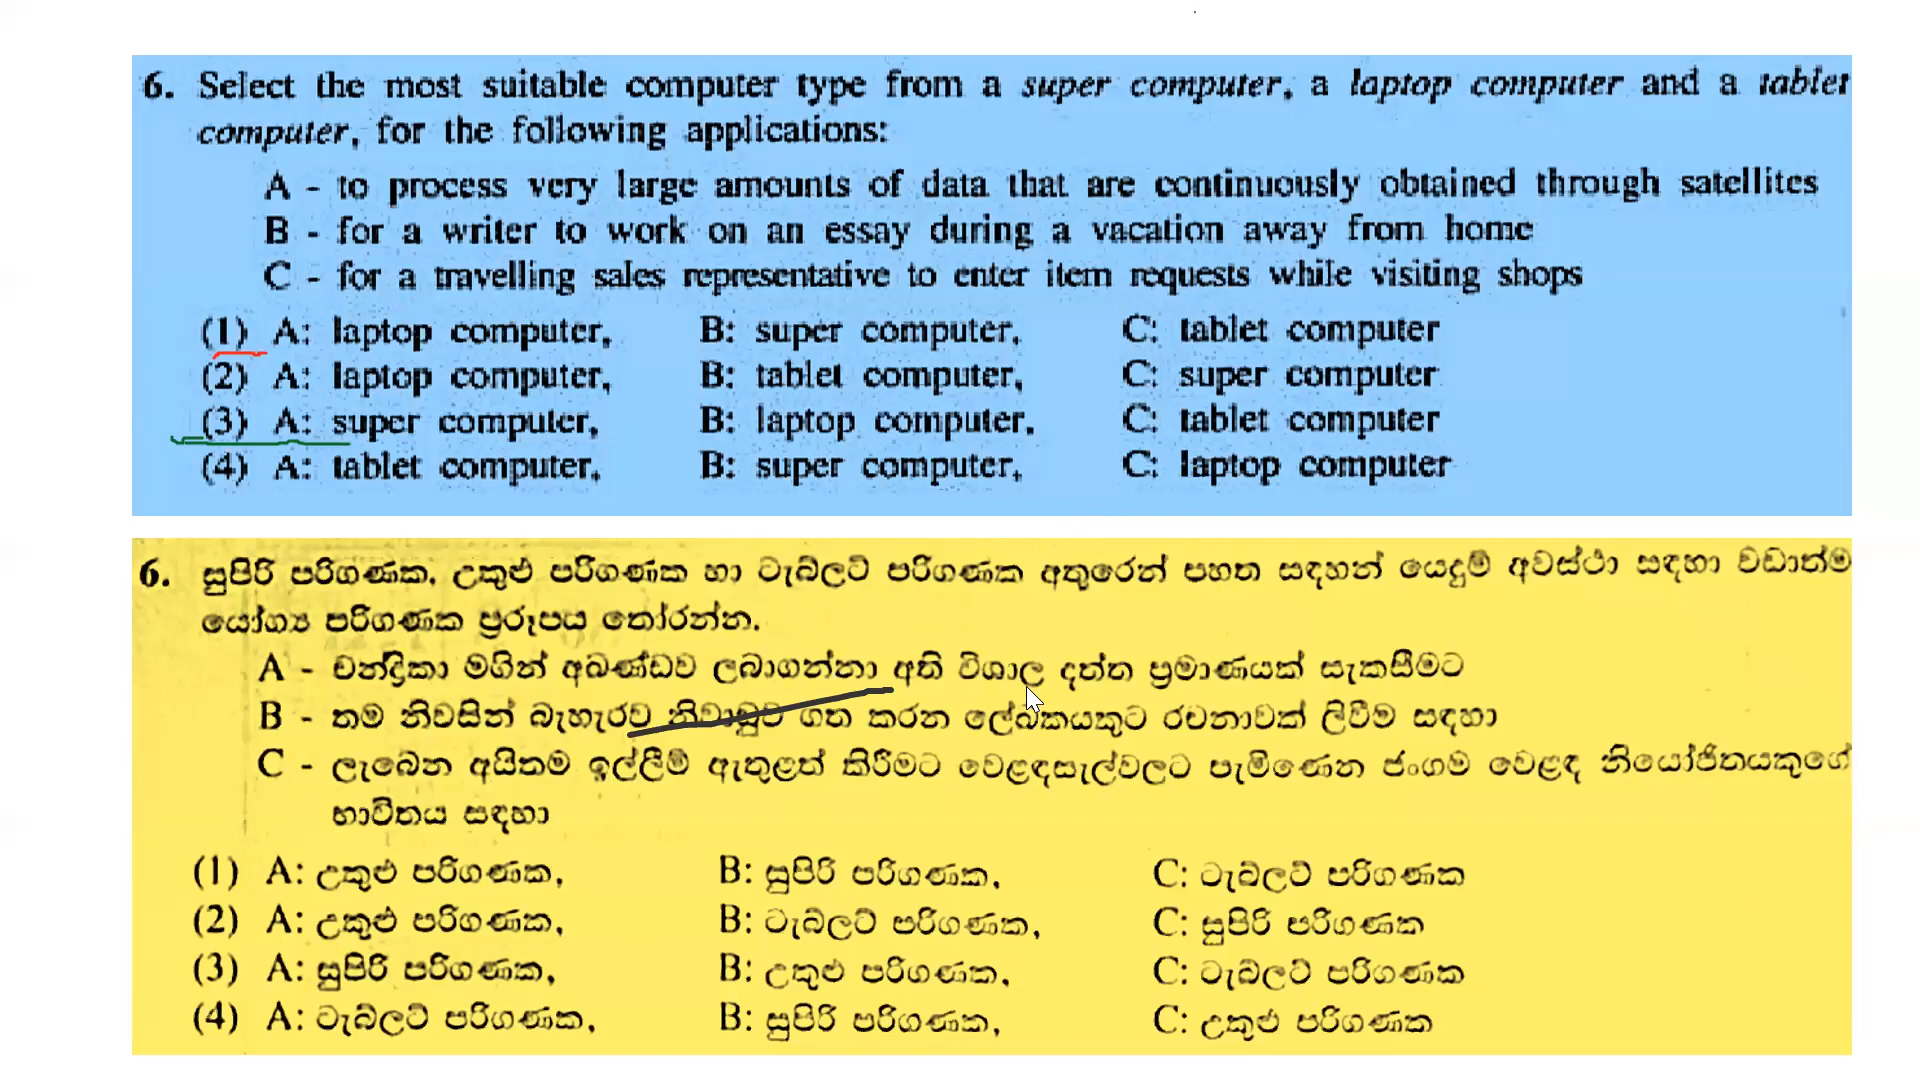 6. Select the most suitable computer type from a super computer, a laptop computer and a tablet
computer, for the following applications:
A - to process very large amounts of data that are continuously obtained through satellites
B - for a writer to work on an essay during a vacation away from home
C - for a travelling sales representative to enter item requests while visiting shops
(1) A: laptop computer, B: super computer, C: tablet computer
(2) A: laptop computer, B: tablet computer, C: super computer
(3) A: super computer, B: laptop computer, C: tablet computer
(4) A: tablet computer, B: super computer, C: laptop computer
6. සුපිරි පරිගණක, උකුළු පරිගණක හා ටැබ්ලට් පරිගණක අතුරෙන් පහත සඳහන් යෙදුම් අවස්ථා සඳහා වඩාත්ම
යෝග්‍ය පරිගණක ප්‍රරූපය තෝරන්න.
A - චන්ද්‍රිකා මගින් අඛණ්ඩව ලබාගන්නා අති විශාල දත්ත ප්‍රමාණයක් සැකසීමට
B - තම නිවසින් බැහැරව නිවාඩුව ගත කරන ලේඛකයකුට රචනාවක් ලිවීම සඳහා
C - ලැබෙන අයිතම ඉල්ලීම් ඇතුළත් කිරීමට වෙළඳසැල්වලට පැමිණෙන ජංගම වෙළඳ නියෝජිතයකුගේ
භාවිතය සඳහා
(1) A: උකුළු පරිගණක, B: සුපිරි පරිගණක, C: ටැබ්ලට් පරිගණක
(2) A: උකුළු පරිගණක, B: ටැබ්ලට් පරිගණක, C: සුපිරි පරිගණක
(3) A: සුපිරි පරිගණක, B: උකුළු පරිගණක, C: ටැබ්ලට් පරිගණක
(4) A: ටැබ්ලට් පරිගණක, B: සුපිරි පරිගණක, C: උකුළු පරිගණක